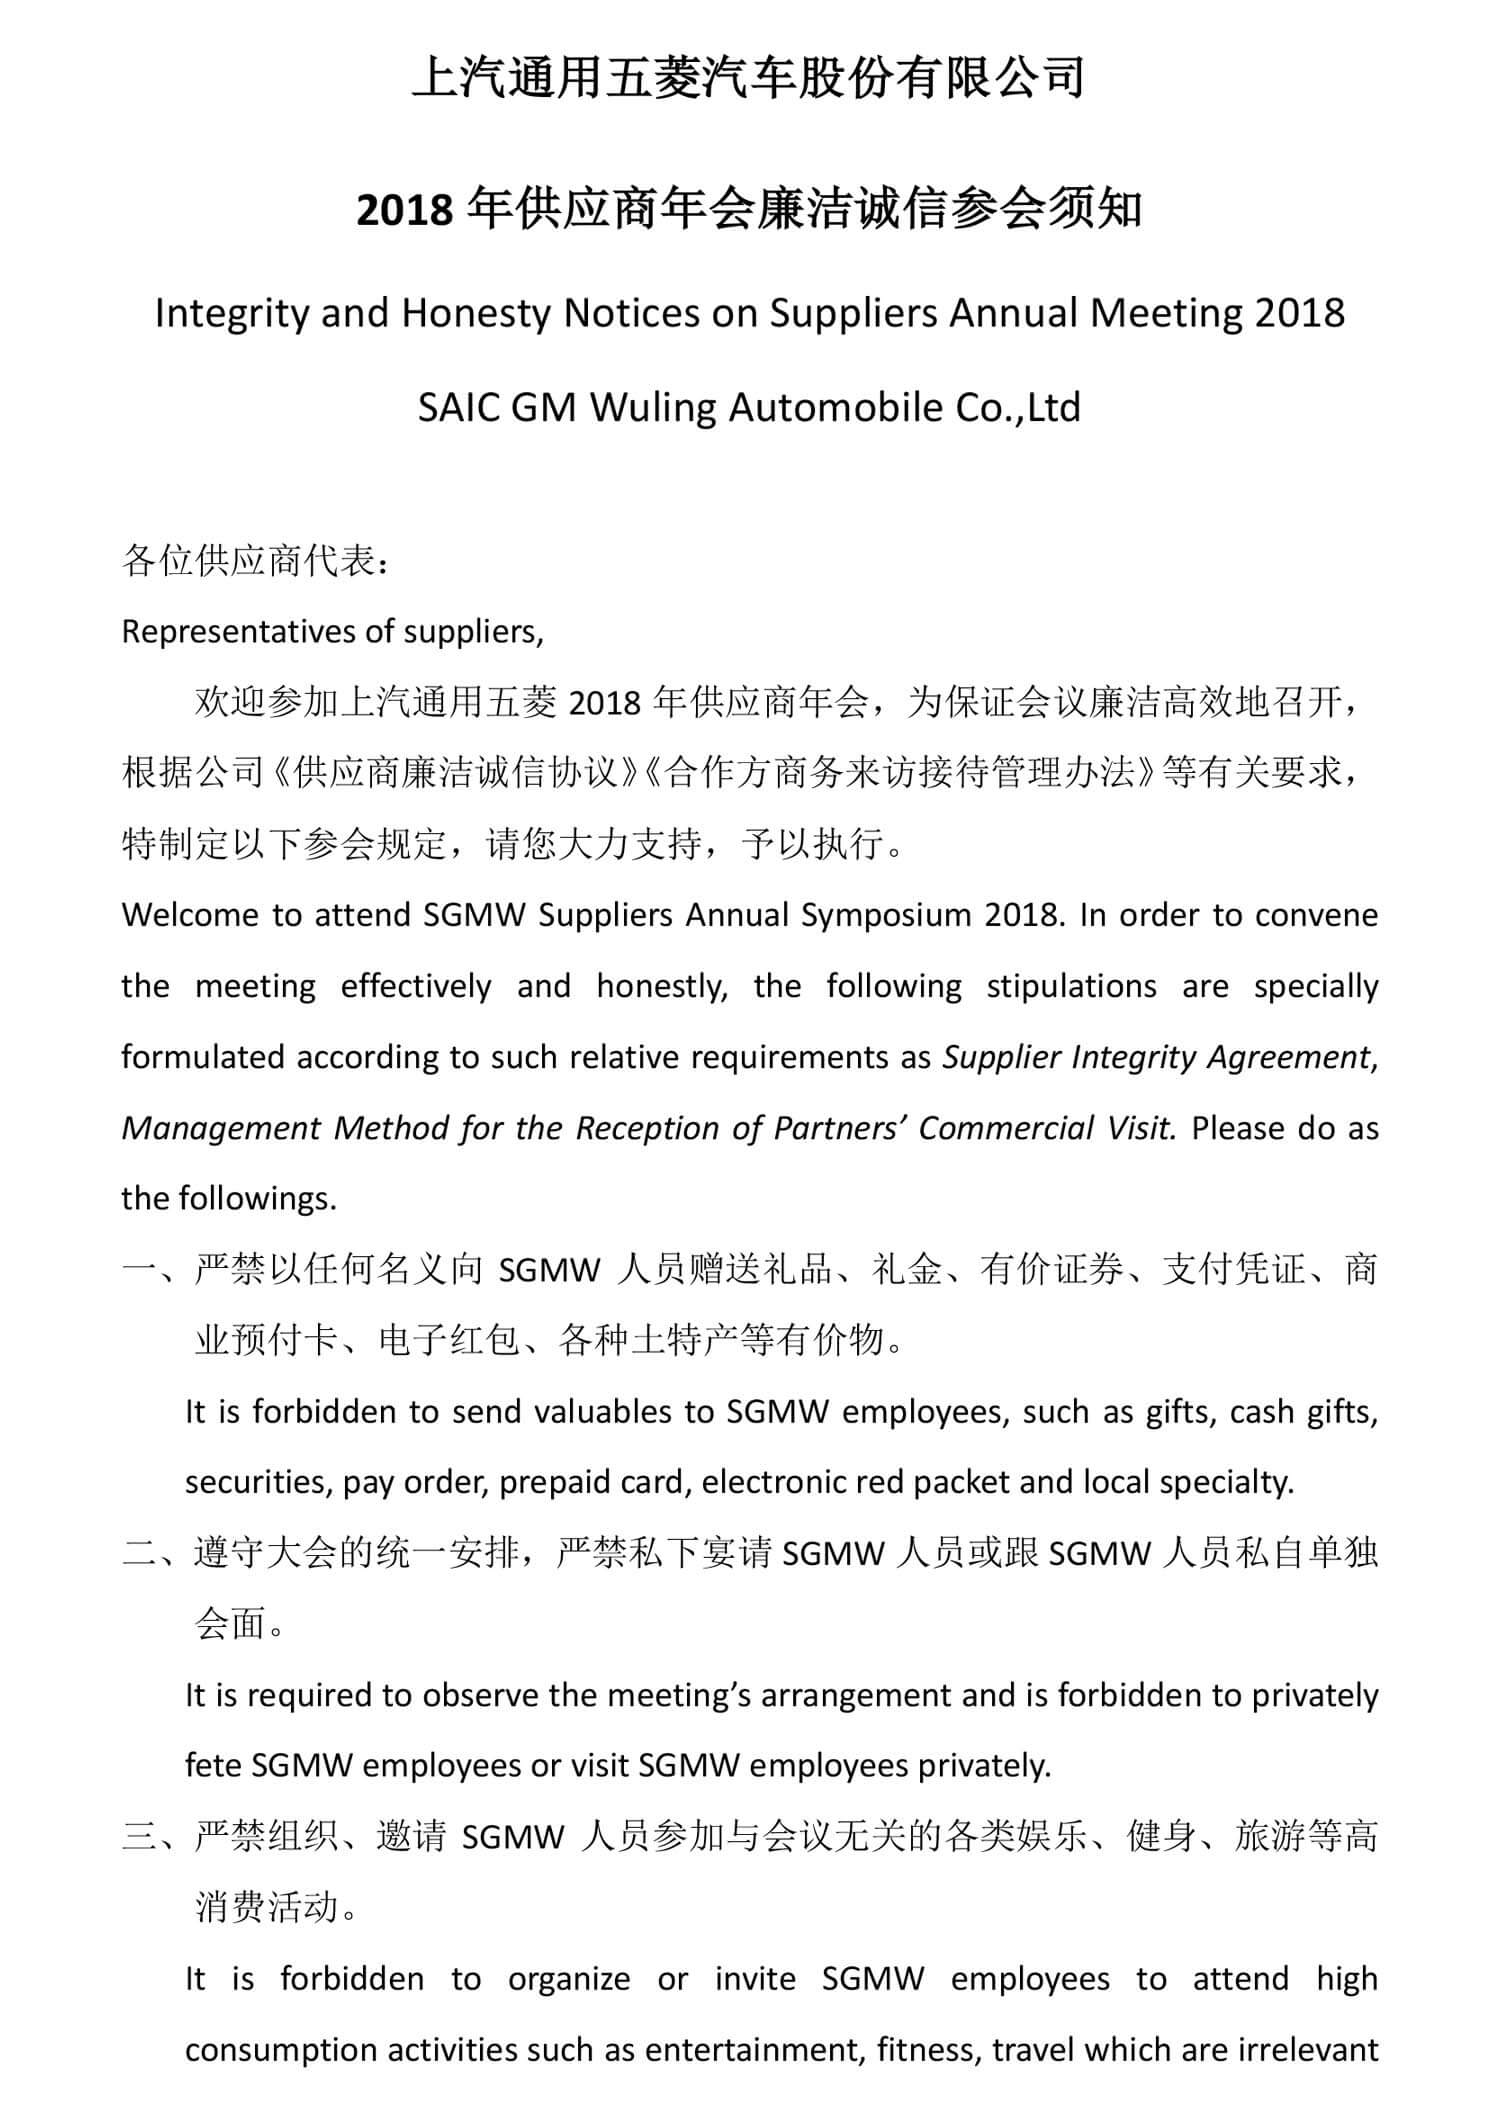 上汽通用五菱汽车股份有限公司
2018 年供应商年会廉洁诚信参会须知
Integrity and Honesty Notices on Suppliers Annual Meeting 2018
SAIC GM Wuling Automobile Co.,Ltd
各位供应商代表：
Representatives of suppliers,
欢迎参加上汽通用五菱 2018 年供应商年会，为保证会议廉洁高效地召开，
根据公司《供应商廉洁诚信协议》《合作方商务来访接待管理办法》等有关要求，
特制定以下参会规定，请您大力支持，予以执行。
Welcome to attend SGMW Suppliers Annual Symposium 2018. In order to convene
the meeting effectively and honestly, the following stipulations are specially
formulated according to such relative requirements as Supplier Integrity Agreement,
Management Method for the Reception of Partners’ Commercial Visit. Please do as
the followings.
一、严禁以任何名义向 SGMW 人员赠送礼品、礼金、有价证券、支付凭证、商
业预付卡、电子红包、各种土特产等有价物。
It is forbidden to send valuables to SGMW employees, such as gifts, cash gifts,
securities, pay order, prepaid card, electronic red packet and local specialty.
二、遵守大会的统一安排，严禁私下宴请 SGMW 人员或跟 SGMW 人员私自单独
会面。
It is required to observe the meeting’s arrangement and is forbidden to privately
fete SGMW employees or visit SGMW employees privately.
三、严禁组织、邀请 SGMW 人员参加与会议无关的各类娱乐、健身、旅游等高
消费活动。
It is forbidden to organize or invite SGMW employees to attend high
consumption activities such as entertainment, fitness, travel which are irrelevant